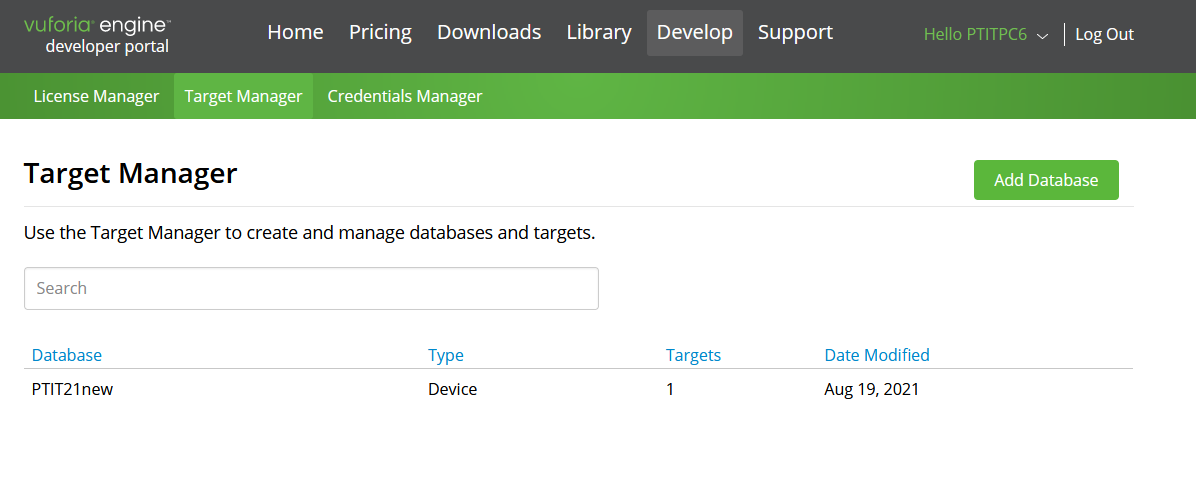 vuforia® engine™
developer portal
Home Pricing Downloads Library Develop Support
Hello PTITPC6 Log Out
License Manager Target Manager Credentials Manager
Target Manager
Add Database
Use the Target Manager to create and manage databases and targets.
Search
Database Type Targets Date Modified
PTIT21new Device 1 Aug 19, 2021